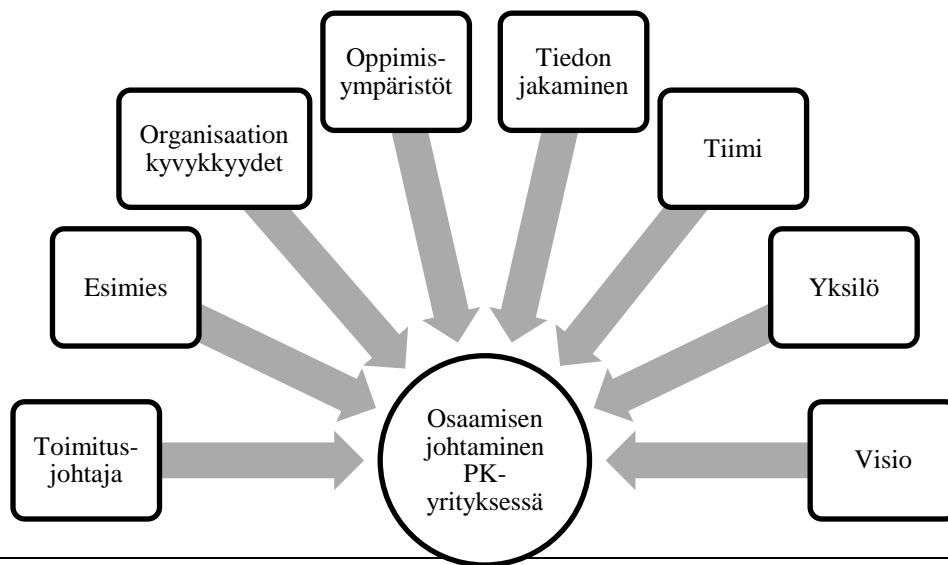 Oppimis-
ympäristöt
Tiedon
jakaminen
Organisaation
kyvykkyydet
Tiimi
Esimies
Yksilö
Toimitus-
johtaja
Osaamisen
johtaminen
PK-
yrityksessä
Visio